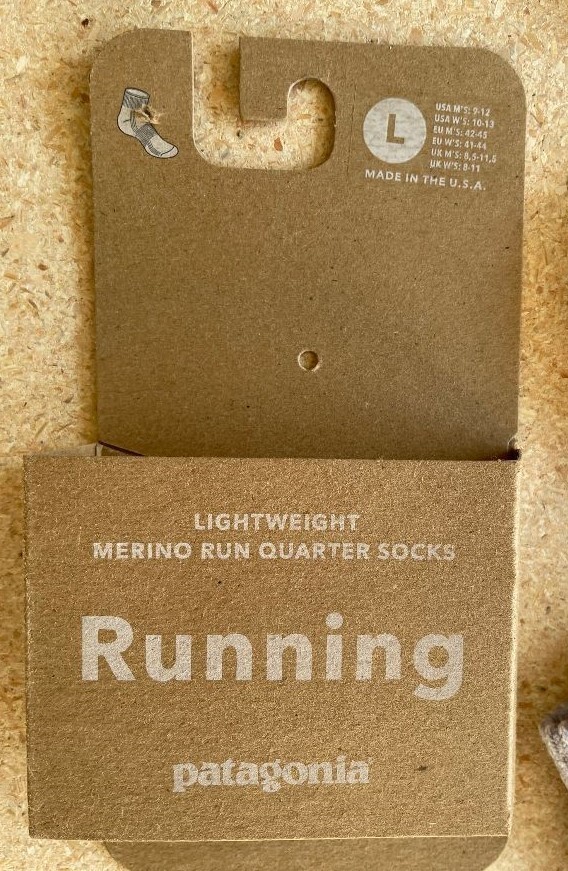 L
USA M'S: 9-12
USA W'S: 10-13
EU M'S: 42-45
EU W'S: 41-44
UK M'S: 8,5-11,5
UK W'S: 8-11
MADE IN THE U.S.A.
LIGHTWEIGHT
MERINO RUN QUARTER SOCKS
Running
patagonia